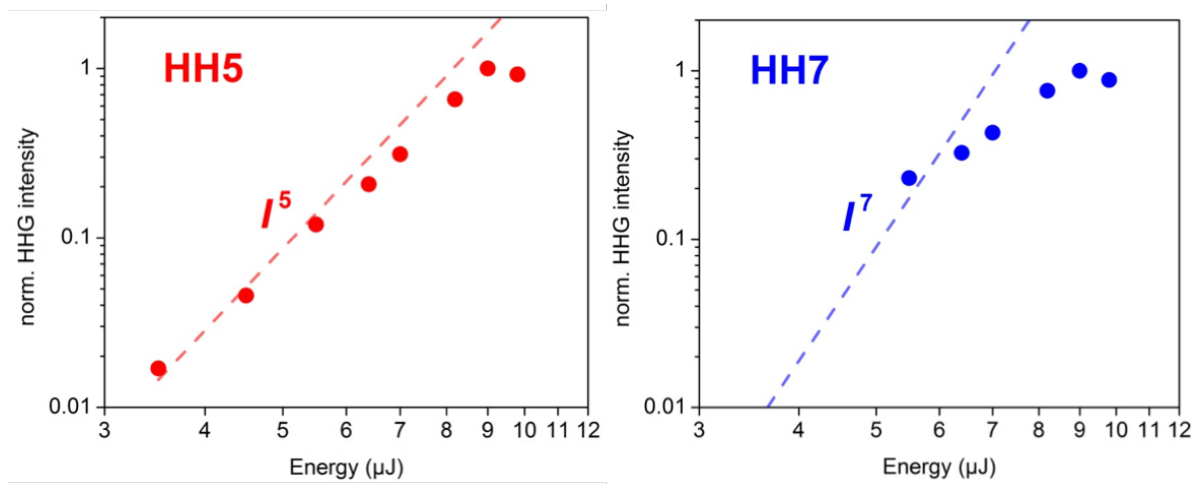 HH5
I 5
norm. HHG intensity
1
0.1
0.01
3 4 5 6 7 8 9 10 11 12
Energy (μJ)
HH7
I 7
norm. HHG intensity
1
0.1
0.01
3 4 5 6 7 8 9 10 11 12
Energy (μJ)